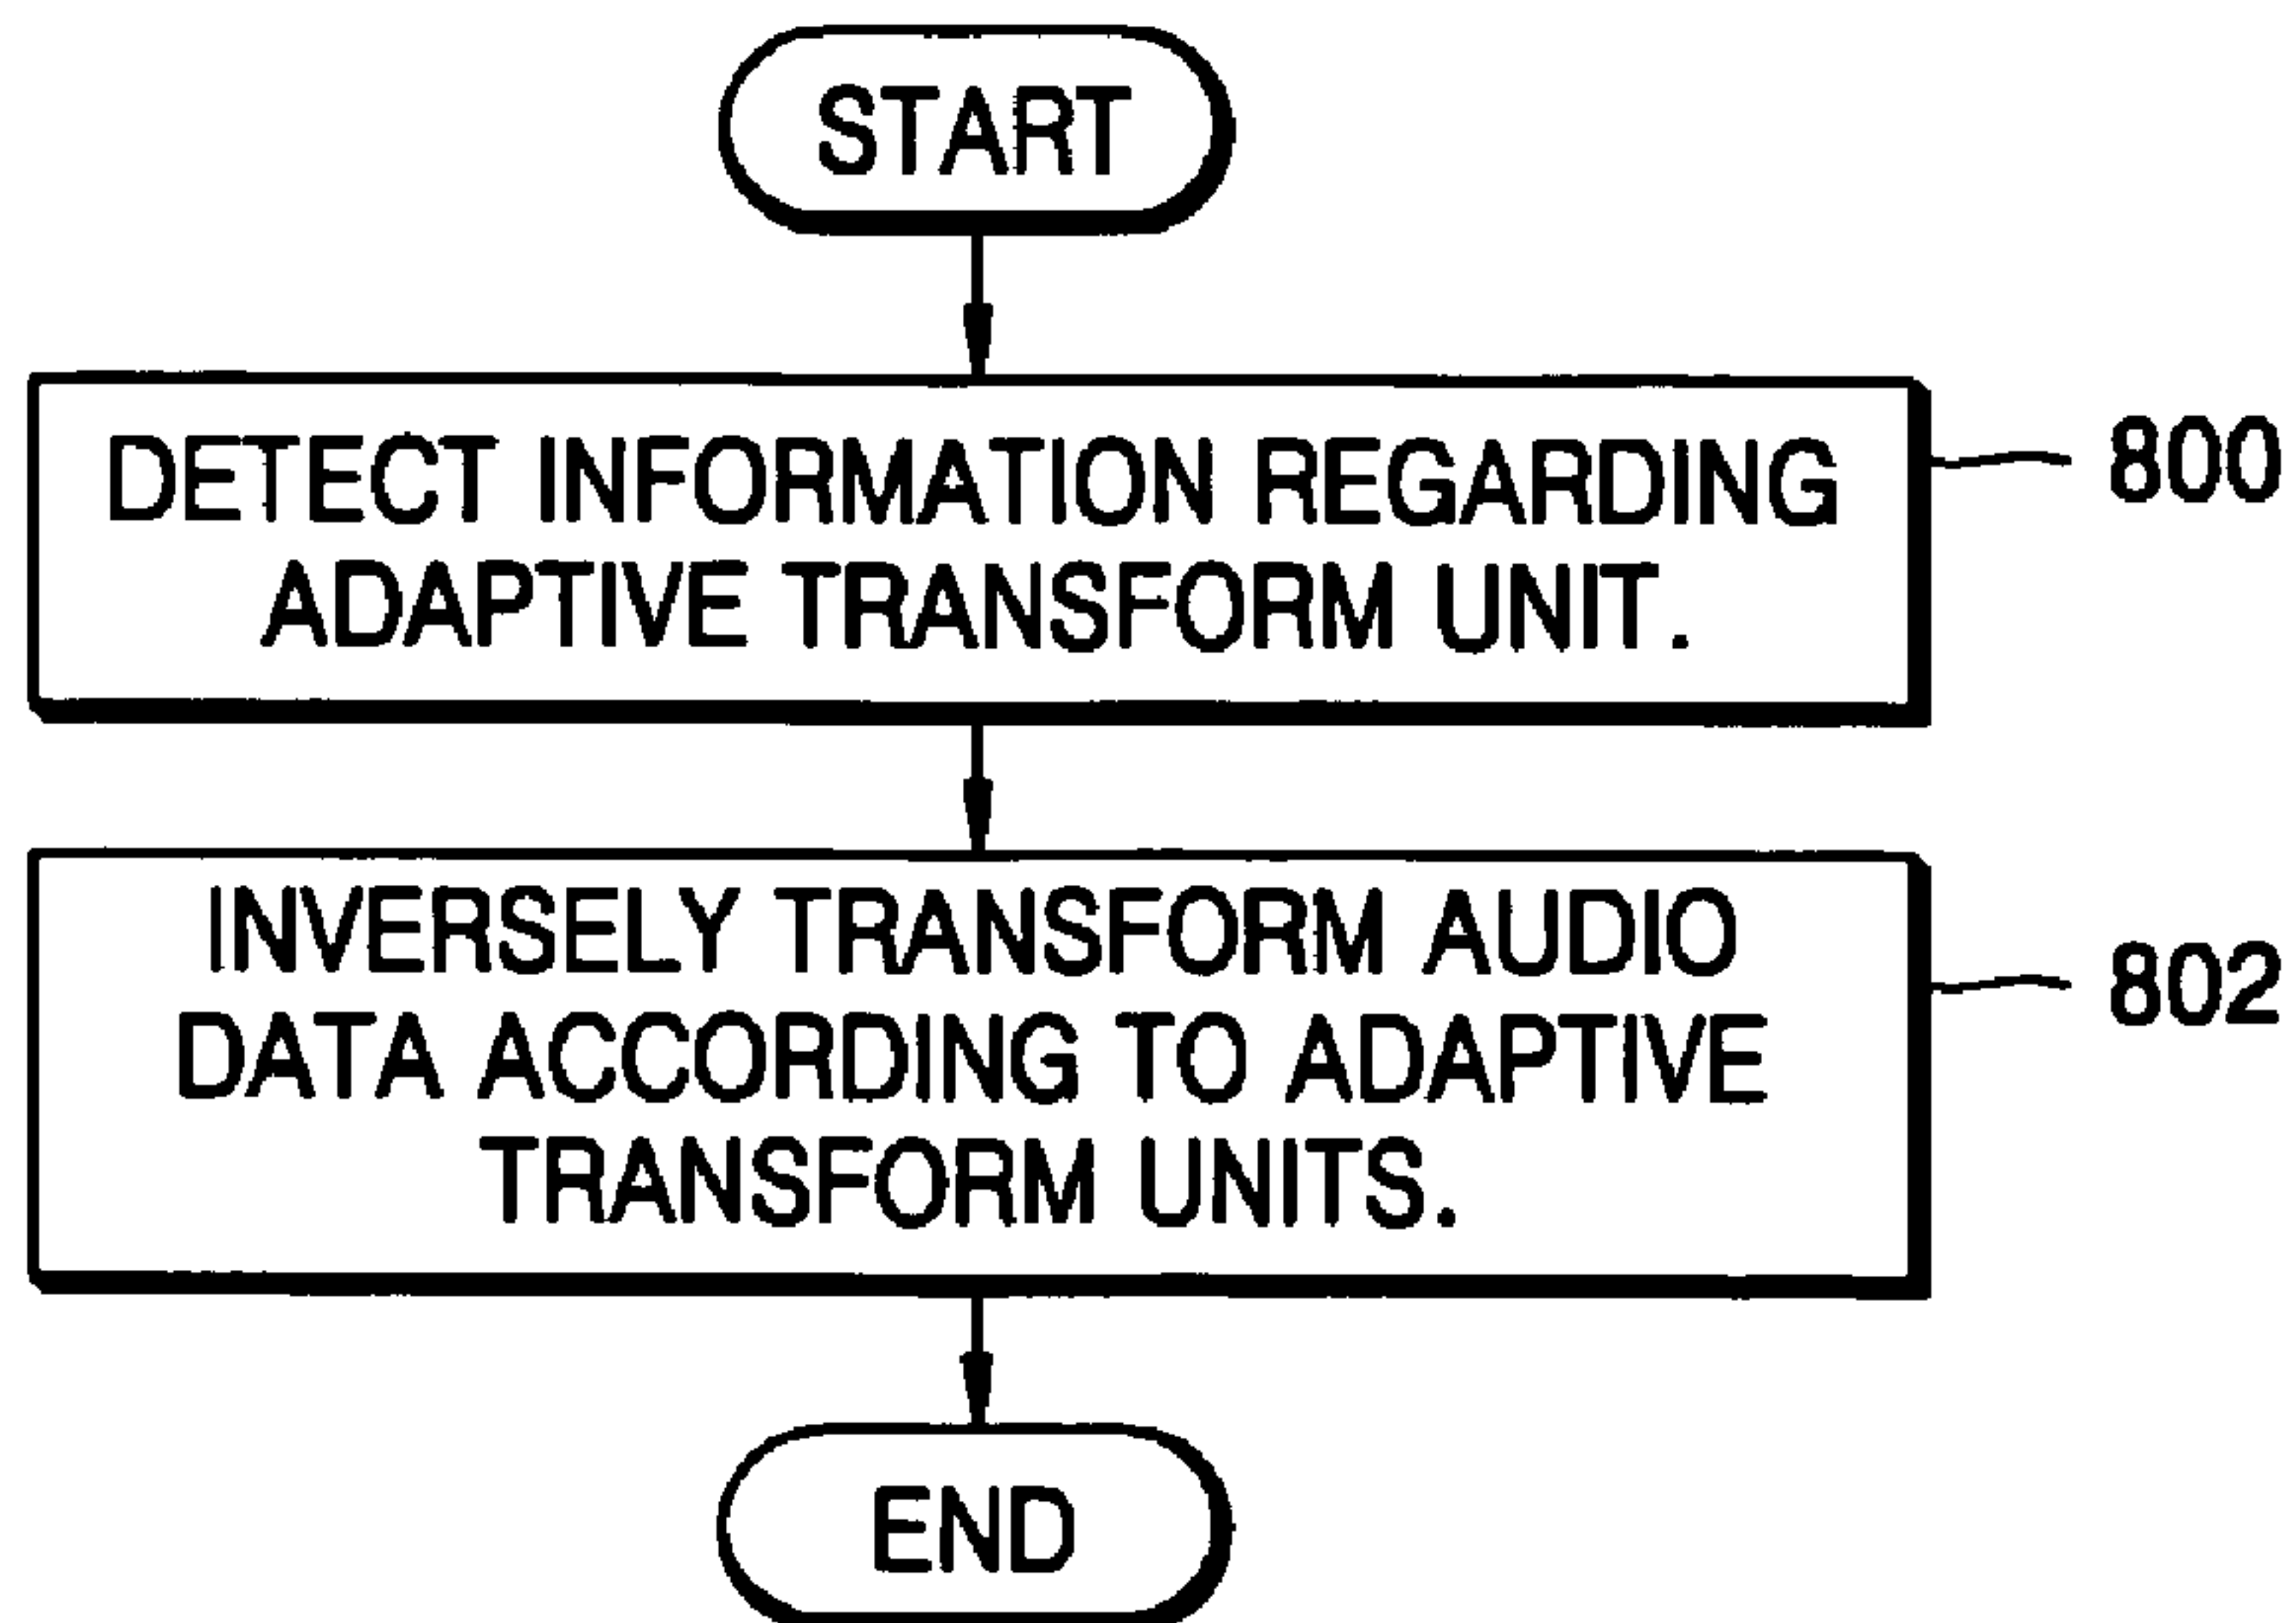 START
DETECT INFORMATION REGARDING
ADAPTIVE TRANSFORM UNIT.
800
INVERSELY TRANSFORM AUDIO
DATA ACCORDING TO ADAPTIVE
TRANSFORM UNITS.
802
END